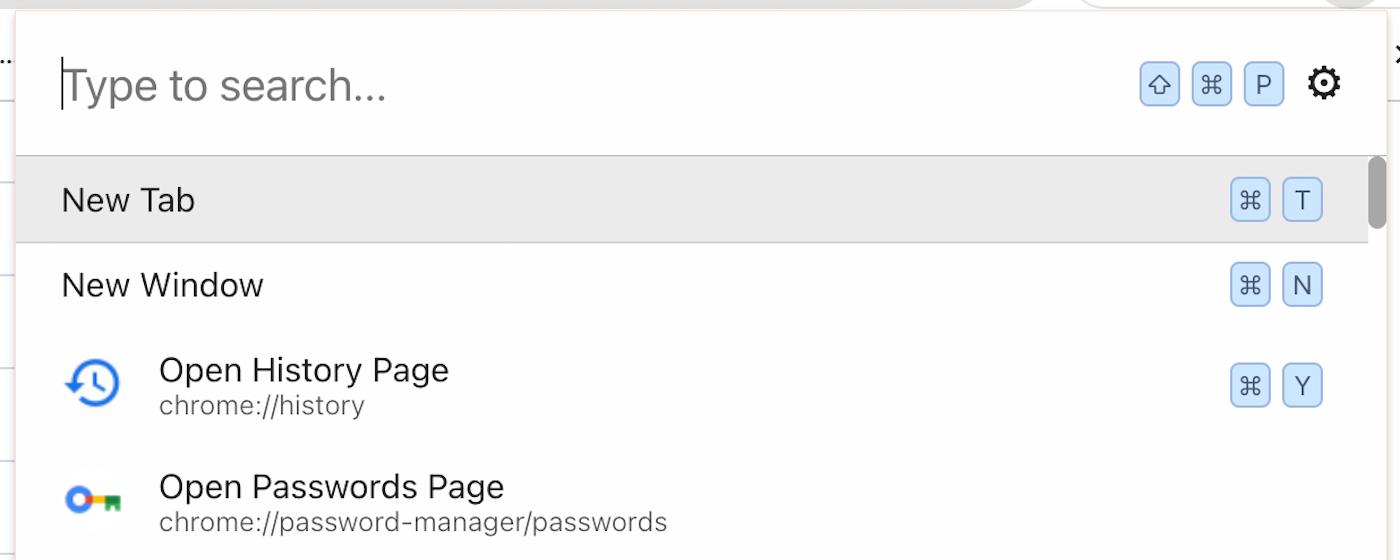 Type to search...
⇧ ⌘ P
New Tab
⌘ T
New Window
⌘ N
Open History Page
chrome://history
⌘ Y
Open Passwords Page
chrome://password-manager/passwords